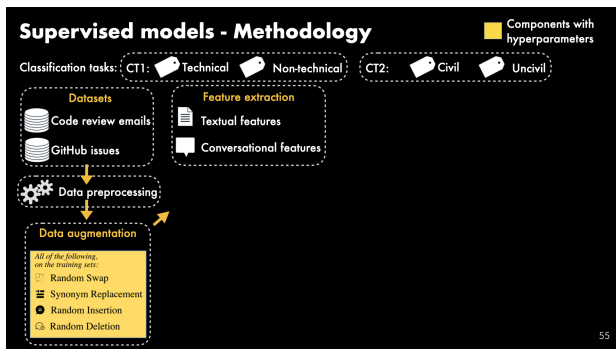 Supervised models - Methodology
Components with
hyperparameters
Classification tasks: CT1: Technical Non-technical CT2: Civil Uncivil
Datasets
Code review emails
GitHub issues
Feature extraction
Textual features
Conversational features
Data preprocessing
Data augmentation
All of the following,
on the training sets:
Random Swap
Synonym Replacement
Random Insertion
Random Deletion
55